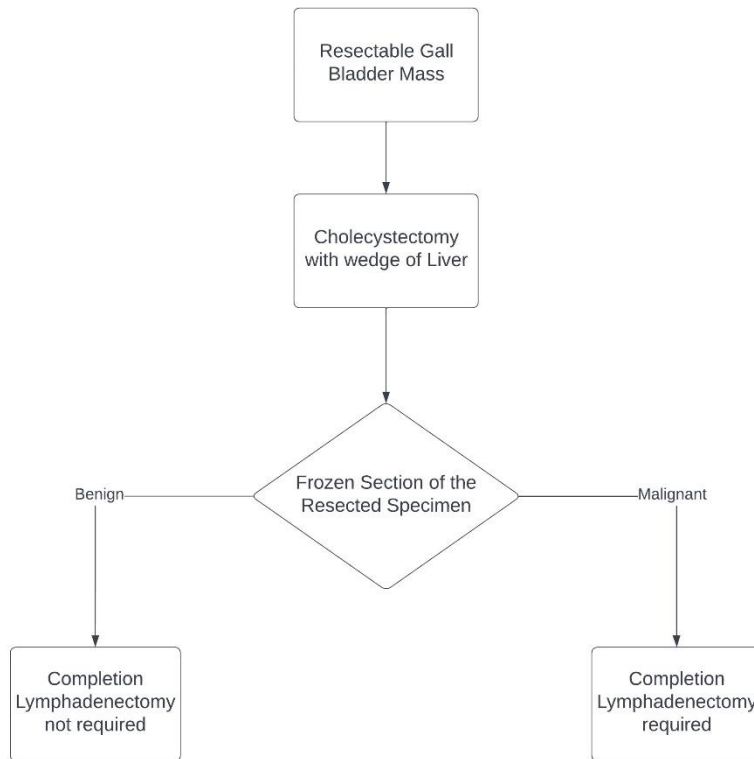 Resectable Gall
Bladder Mass
Cholecystectomy
with wedge of Liver
Frozen Section of the
Resected Specimen
Benign
Malignant
Completion
Lymphadenectomy
not required
Completion
Lymphadenectomy
required